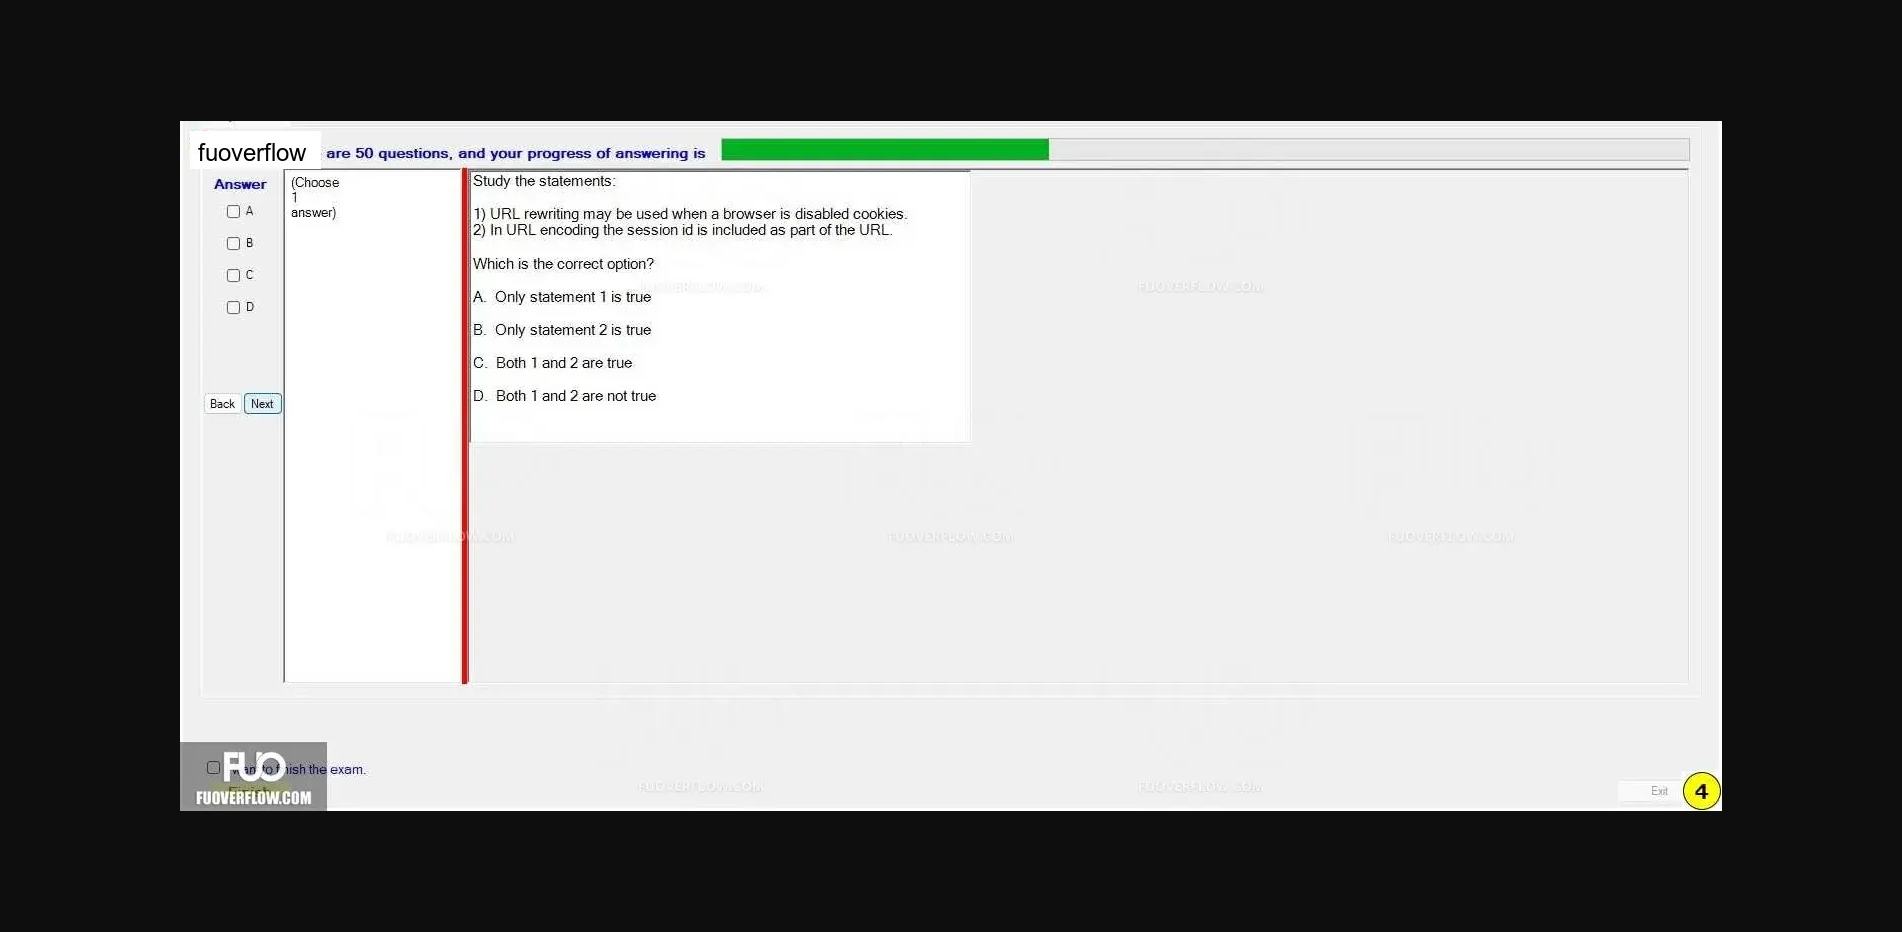 fuoverflow are 50 questions, and your progress of answering is
Answer
(Choose
1
answer)
A
B
C
D
Back Next
Study the statements:
1) URL rewriting may be used when a browser is disabled cookies.
2) In URL encoding the session id is included as part of the URL.
Which is the correct option?
A. Only statement 1 is true
B. Only statement 2 is true
C. Both 1 and 2 are true
D. Both 1 and 2 are not true
FUOVERFLOW.COM
FUOVERFLOW.COM
FUOVERFLOW.COM
FUOVERFLOW.COM
FUOVERFLOW.COM
FUO
want to finish the exam.
Finish
FUOVERFLOW.COM
FUOVERFLOW.COM
FUOVERFLOW.COM
Exit
4